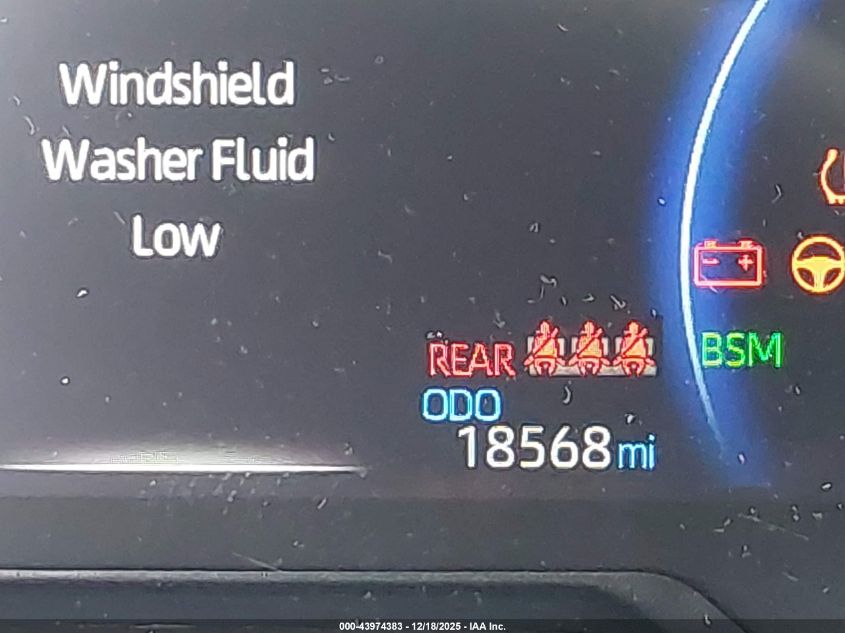 Windshield
Washer Fluid
Low
REAR
BSM
ODO
18568 mi
000-43974383 - 12/18/2025 - IAA Inc.